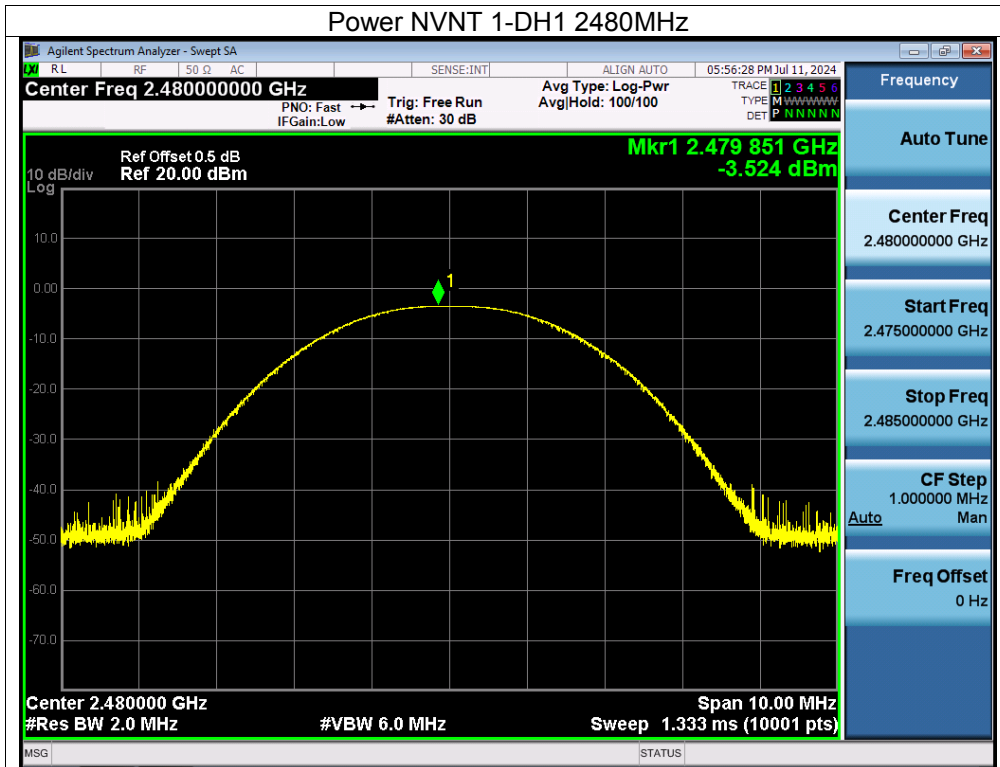 Power NVNT 1-DH1 2480MHz
Agilent Spectrum Analyzer - Swept SA
LXI RL RF 50 Ω AC SENSE:INT ALIGN AUTO 05:56:28 PM Jul 11, 2024
Center Freq 2.480000000 GHz
PNO: Fast
IFGain:Low
Trig: Free Run
#Atten: 30 dB
Avg Type: Log-Pwr
Avg|Hold: 100/100
TRACE 1 2 3 4 5 6
TYPE M WWWWW
DET P N N N N N
Mkr1 2.479 851 GHz
-3.524 dBm
Ref Offset 0.5 dB
10 dB/div Ref 20.00 dBm
Log
10.0
0.00
-10.0
-20.0
-30.0
-40.0
-50.0
-60.0
-70.0
1
Center 2.480000 GHz Span 10.00 MHz
#Res BW 2.0 MHz #VBW 6.0 MHz Sweep 1.333 ms (10001 pts)
MSG STATUS
Frequency
Auto Tune
Center Freq
2.480000000 GHz
Start Freq
2.475000000 GHz
Stop Freq
2.485000000 GHz
CF Step
1.000000 MHz
Auto Man
Freq Offset
0 Hz